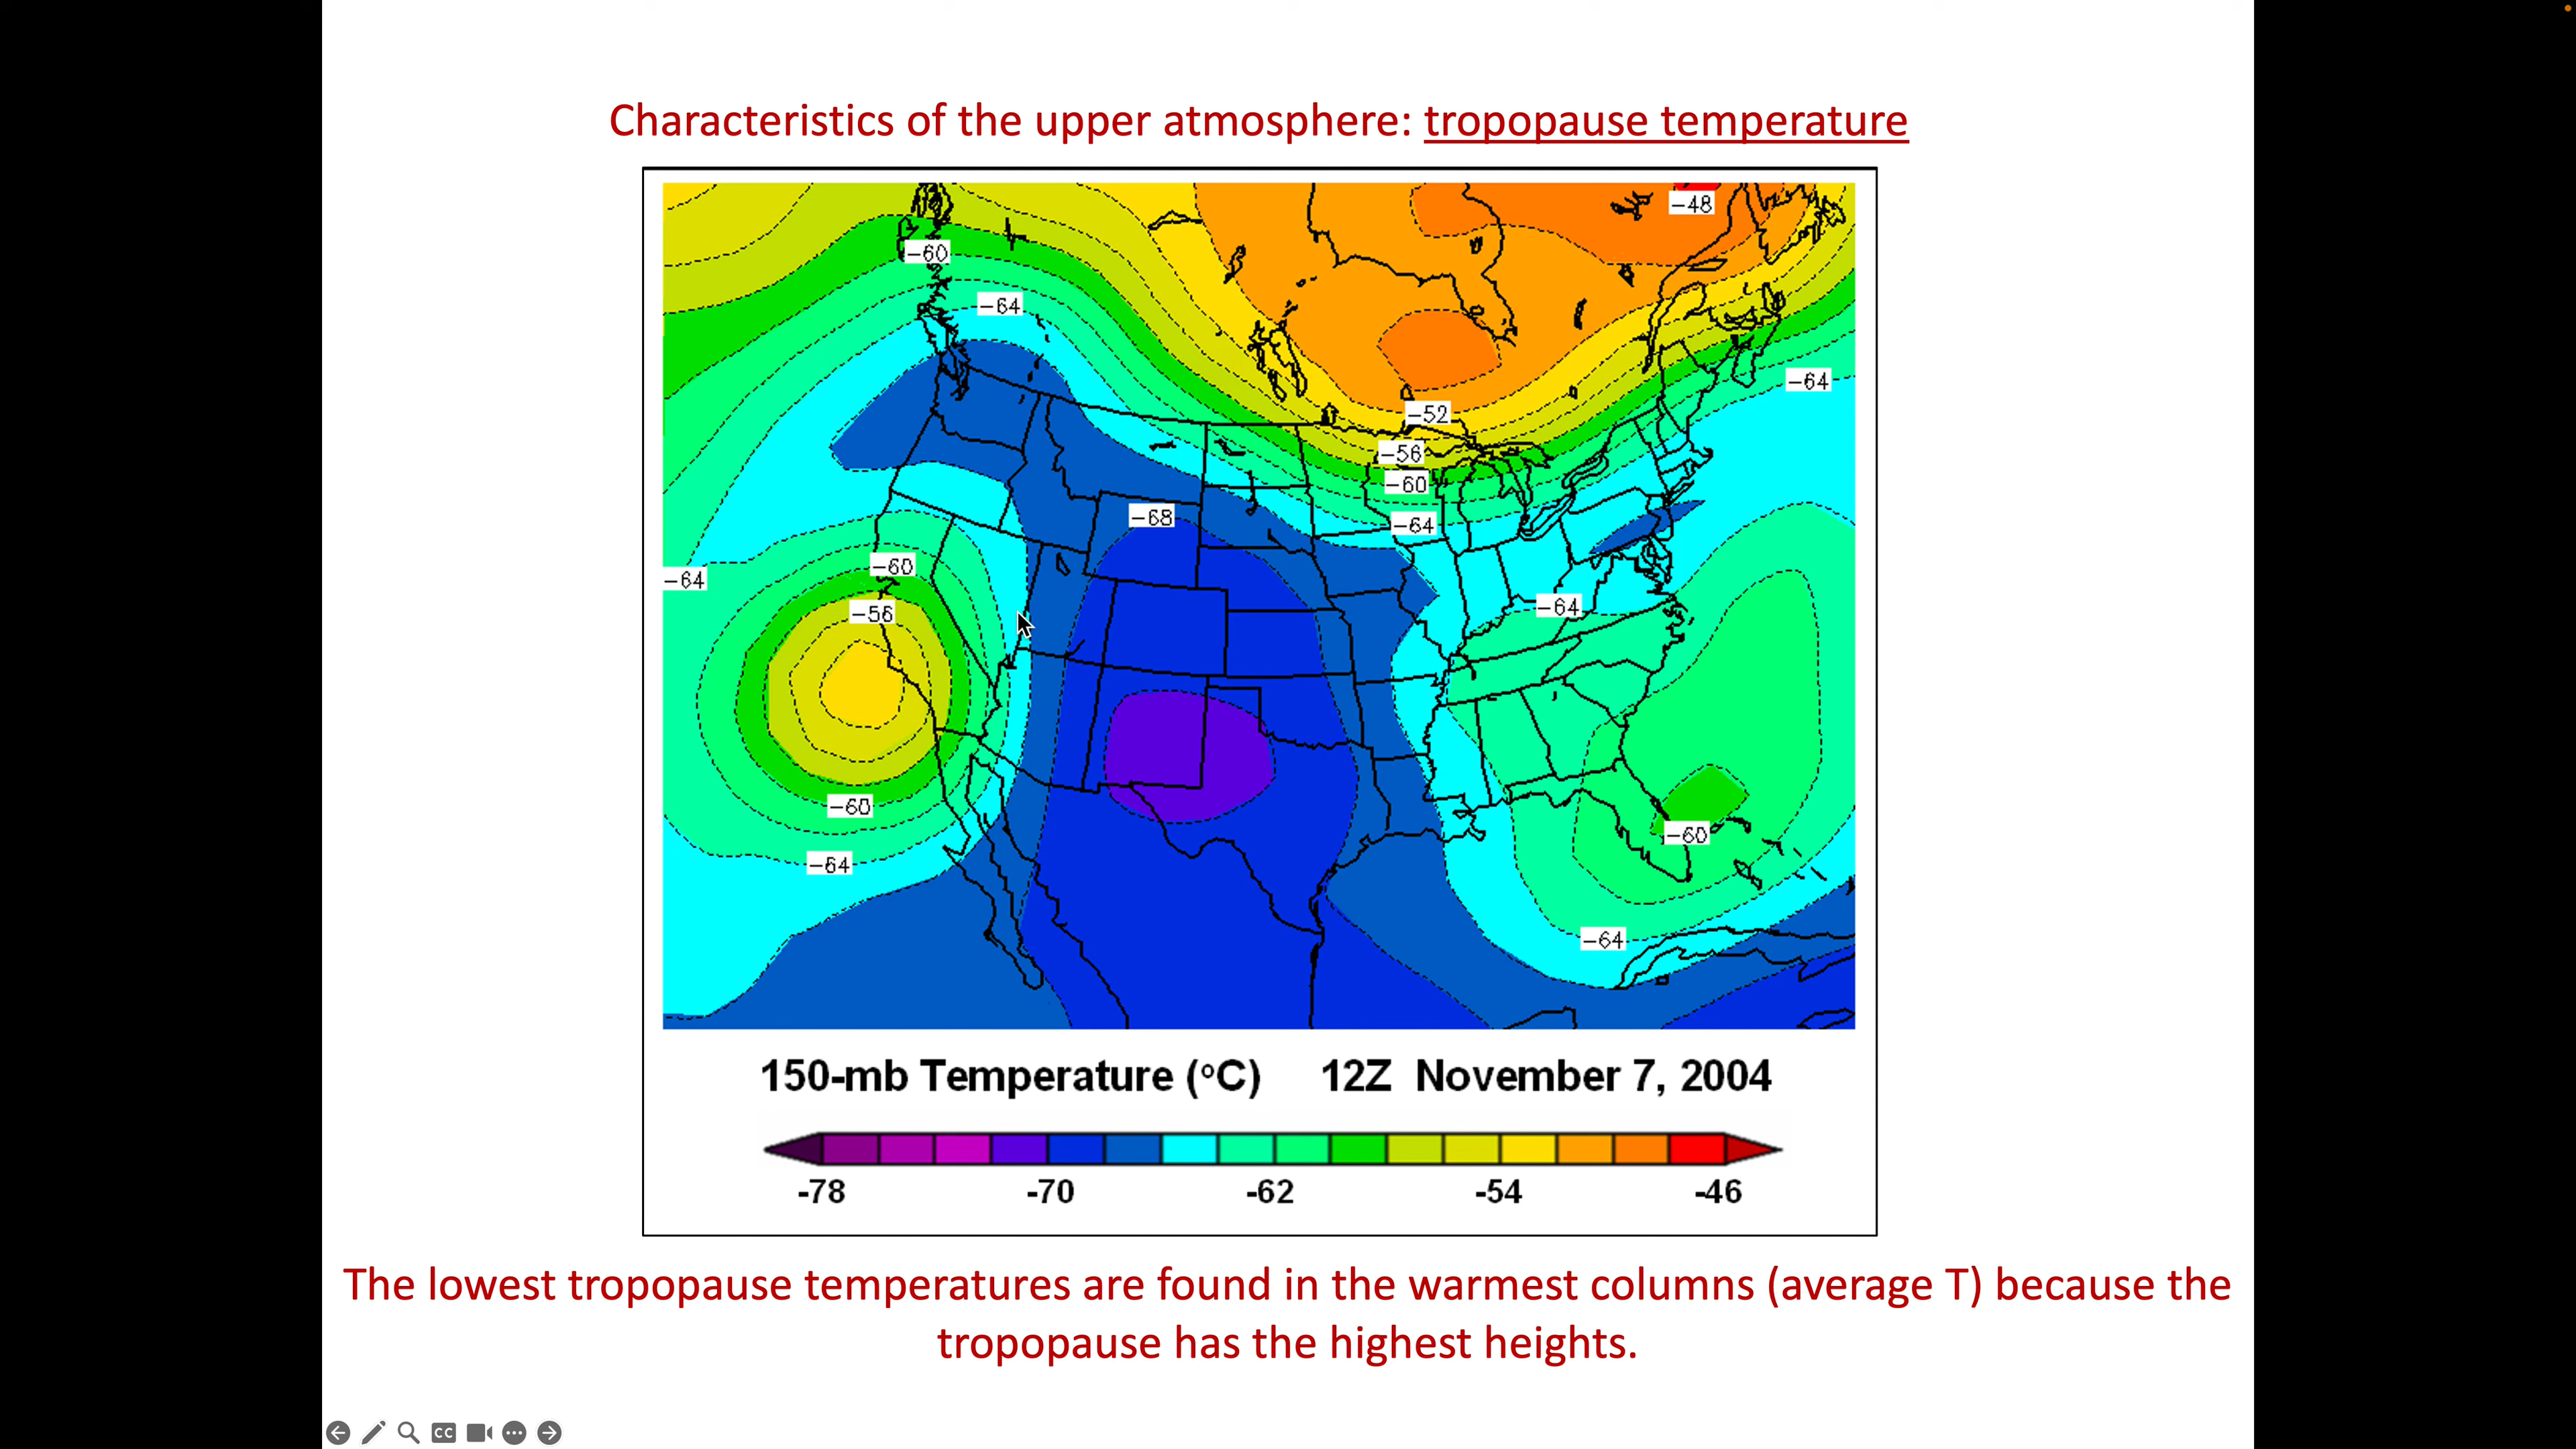 Characteristics of the upper atmosphere: tropopause temperature
-48
-60
-64
-64
-52
-56
-60
-68
-64
-60
-64
-56
-64
-60
-60
-64
-64
150-mb Temperature (°C) 12Z November 7, 2004
-78 -70 -62 -54 -46
The lowest tropopause temperatures are found in the warmest columns (average T) because the
tropopause has the highest heights.
CC